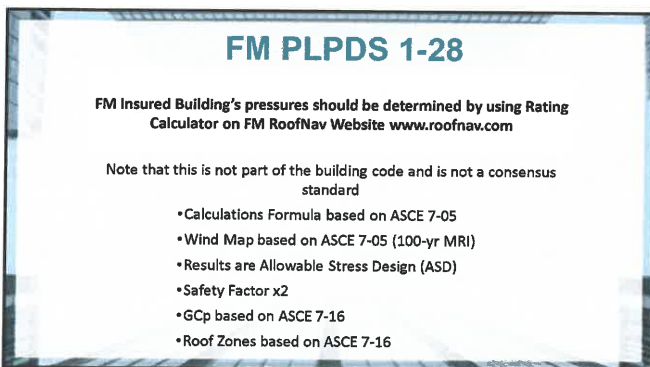 FM PLPDS 1-28
FM Insured Building's pressures should be determined by using Rating
Calculator on FM RoofNav Website www.roofnav.com
Note that this is not part of the building code and is not a consensus
standard
•Calculations Formula based on ASCE 7-05
•Wind Map based on ASCE 7-05 (100-yr MRI)
•Results are Allowable Stress Design (ASD)
•Safety Factor x2
•GCp based on ASCE 7-16
•Roof Zones based on ASCE 7-16